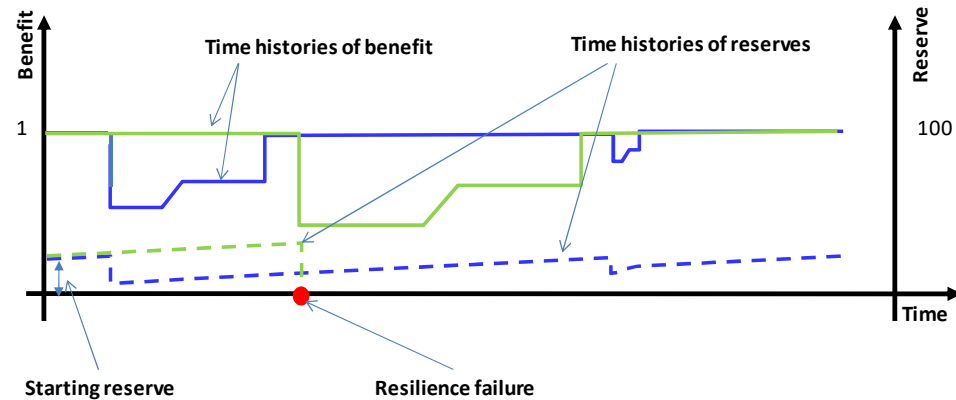 Benefit
Time histories of benefit
Time histories of reserves
Reserve
1
100
Time
Starting reserve
Resilience failure